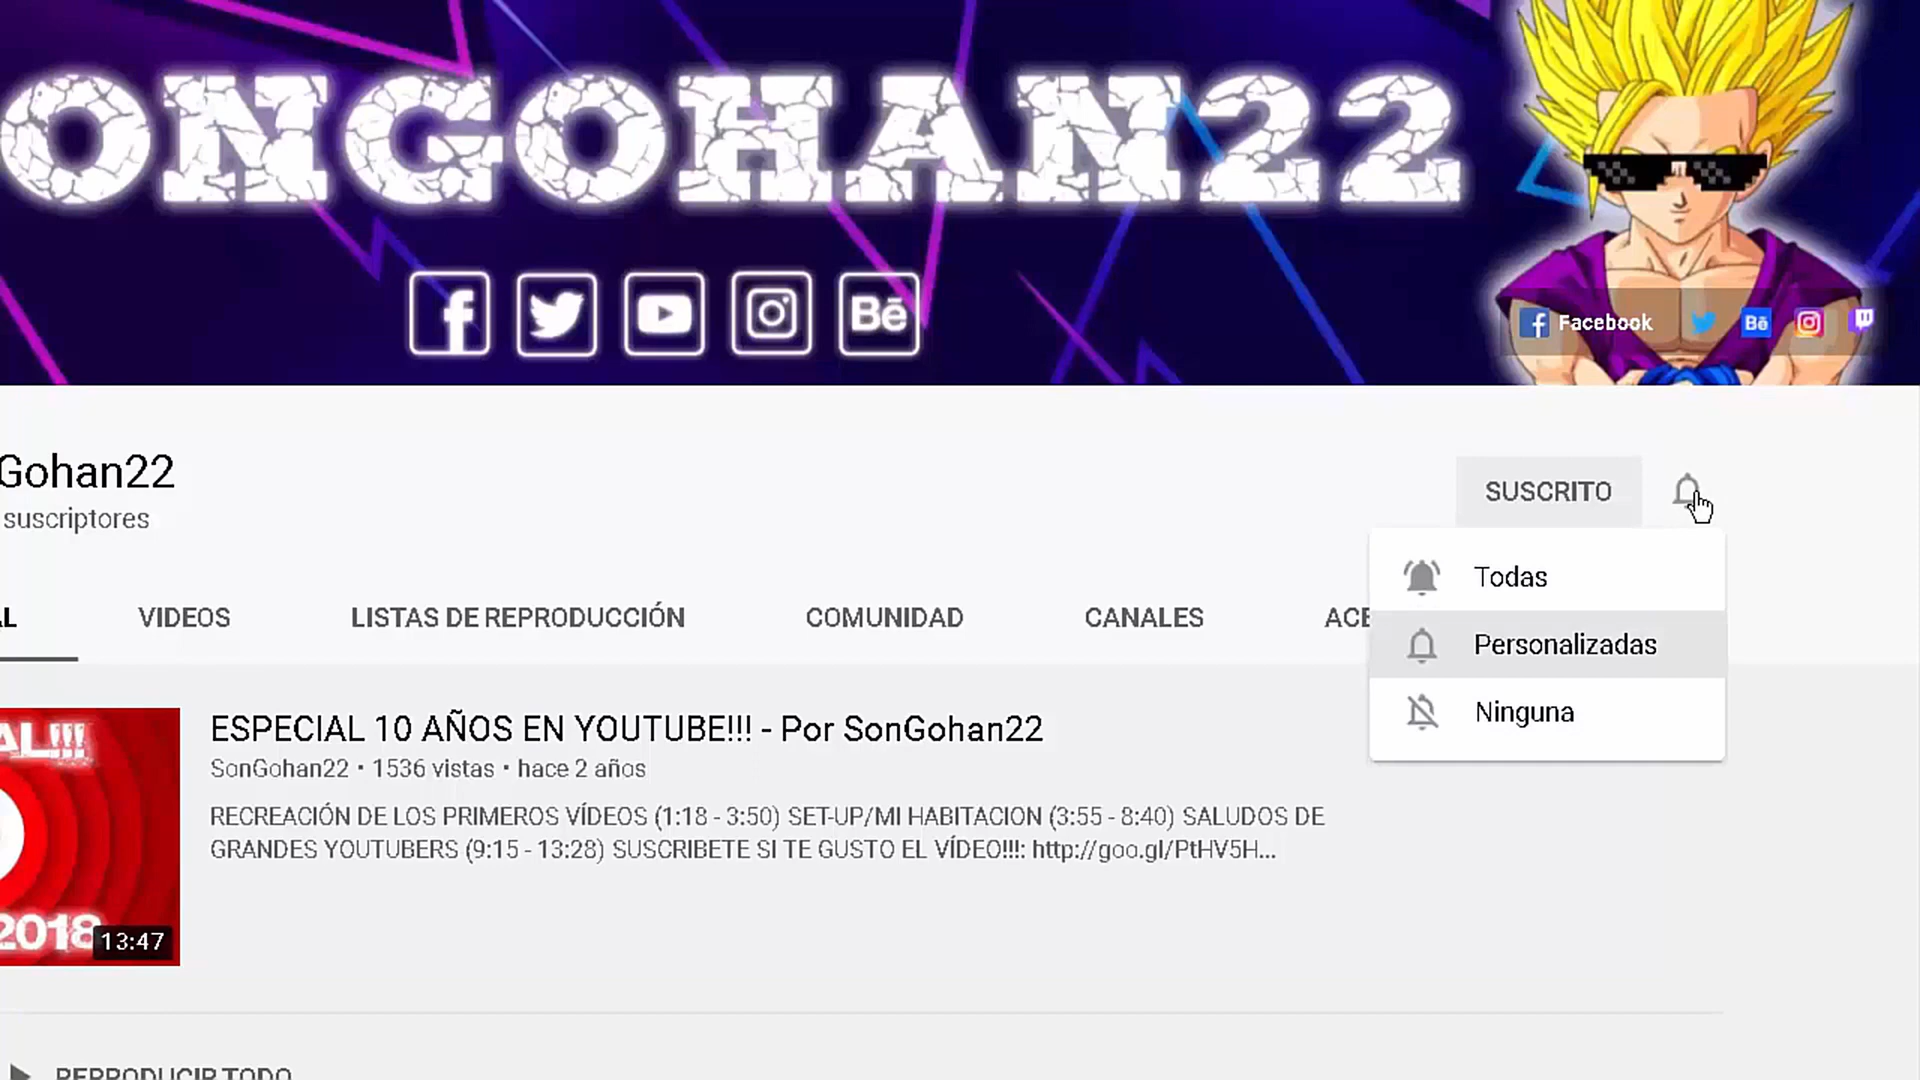 ONGOHAN22
Bē
Facebook Bē
Gohan22
suscriptores
SUSCRITO
Todas
Personalizadas
Ninguna
L VIDEOS LISTAS DE REPRODUCCIÓN COMUNIDAD CANALES ACE
AL!!!
2018
13:47
ESPECIAL 10 AÑOS EN YOUTUBE!!! - Por SonGohan22
SonGohan22 • 1536 vistas • hace 2 años
RECREACIÓN DE LOS PRIMEROS VÍDEOS (1:18 - 3:50) SET-UP/MI HABITACION (3:55 - 8:40) SALUDOS DE
GRANDES YOUTUBERS (9:15 - 13:28) SUSCRIBETE SI TE GUSTO EL VÍDEO!!!!: http://goo.gl/PtHV5H...
REPRODUCIR TODO